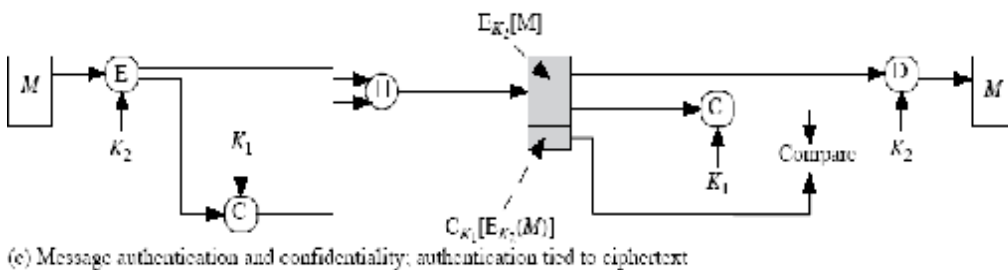 E_{K_2}[M]
M E || C D M
K_2 K_1 K_1 Compare K_2
C
C_{K_1}[E_{K_2}(M)]
(c) Message authentication and confidentiality; authentication tied to ciphertext